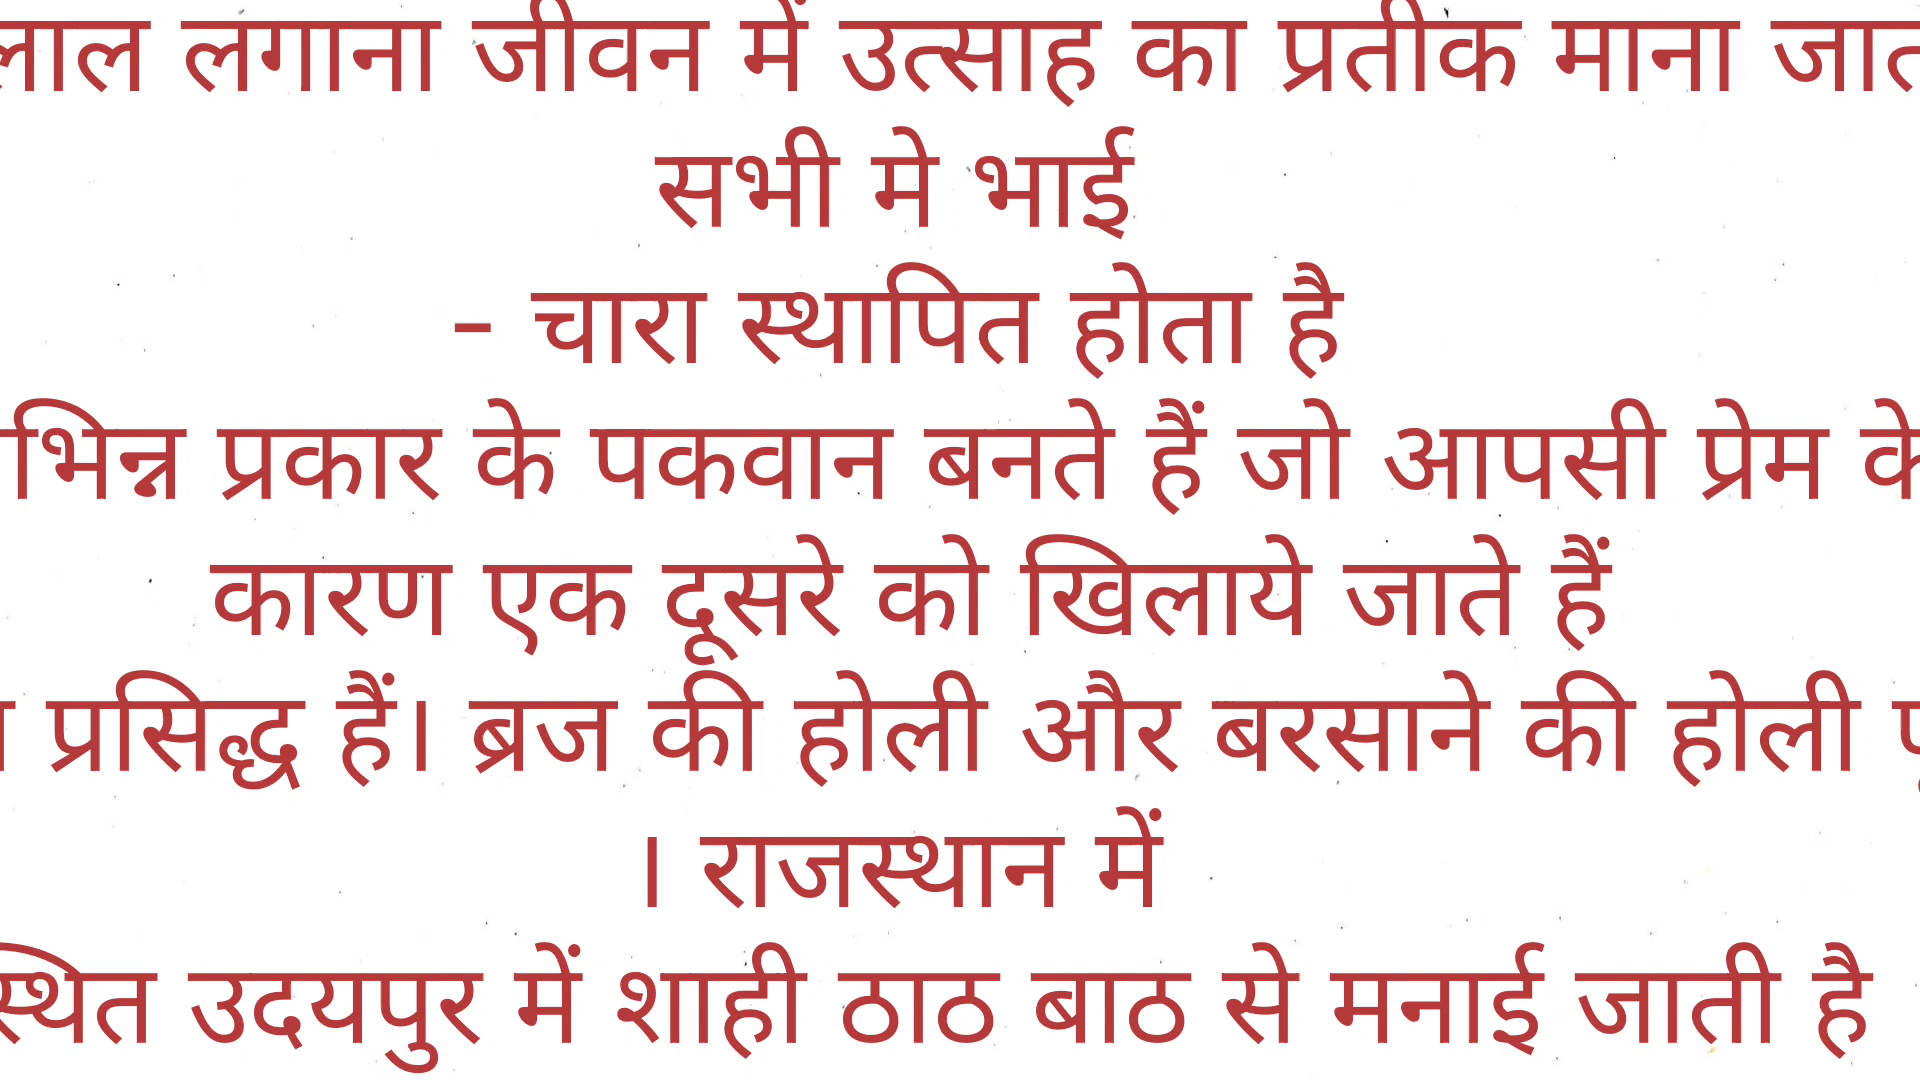 लगाना जीवन में उत्साह का प्रतीक माना
सभी मे भाई
- चारा स्थापित होता है
प्रकार के पकवान बनते हैं जो आपसी प्रेम के
कारण एक दूसरे को खिलाये जाते हैं
प्रसिद्ध हैं। ब्रज की होली और बरसाने की होली
। राजस्थान में
उदयपुर में शाही ठाठ बाठ से मनाई जाती है